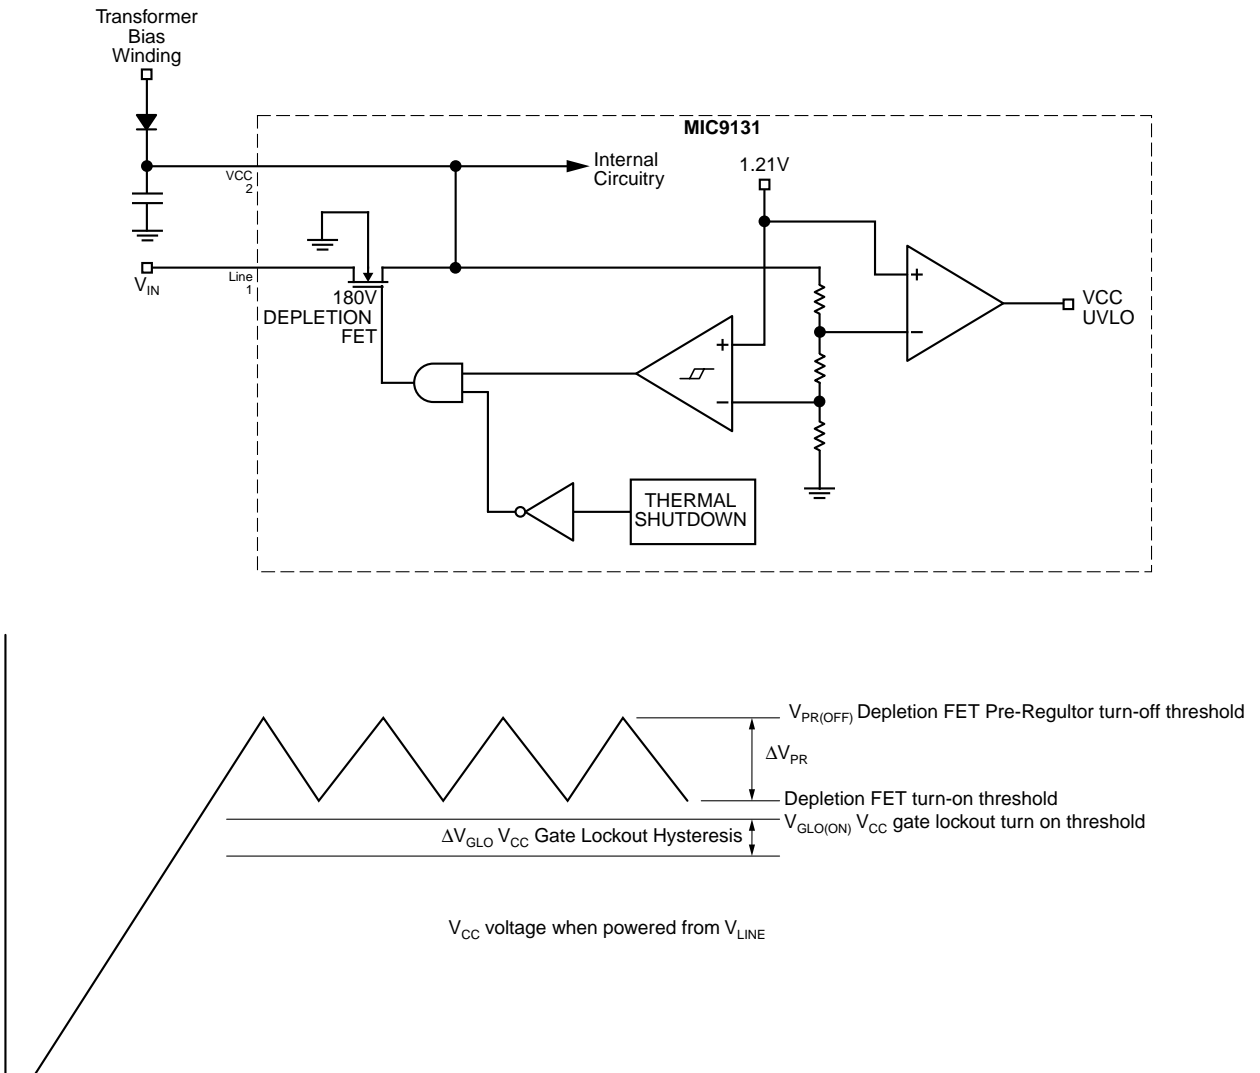 Transformer
Bias
Winding
MIC9131
VCC
2
Internal
Circuitry
1.21V
+
−
VCC
UVLO
VIN
Line
1
180V
DEPLETION
FET
+
−
THERMAL
SHUTDOWN
VPR(OFF) Depletion FET Pre-Regultor turn-off threshold
ΔVPR
Depletion FET turn-on threshold
VGLO(ON) VCC gate lockout turn on threshold
ΔVGLO VCC Gate Lockout Hysteresis
VCC voltage when powered from VLINE